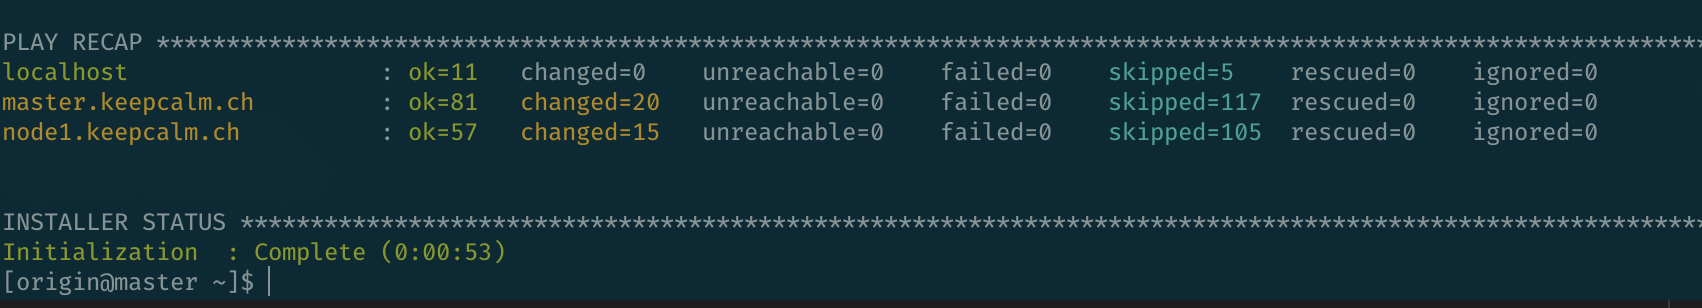 PLAY RECAP **************************************************************************************************************
localhost                  : ok=11   changed=0    unreachable=0    failed=0    skipped=5    rescued=0    ignored=0
master.keepcalm.ch         : ok=81   changed=20   unreachable=0    failed=0    skipped=117  rescued=0    ignored=0
node1.keepcalm.ch          : ok=57   changed=15   unreachable=0    failed=0    skipped=105  rescued=0    ignored=0
INSTALLER STATUS ********************************************************************************************************
Initialization  : Complete (0:00:53)
[origin@master ~]$